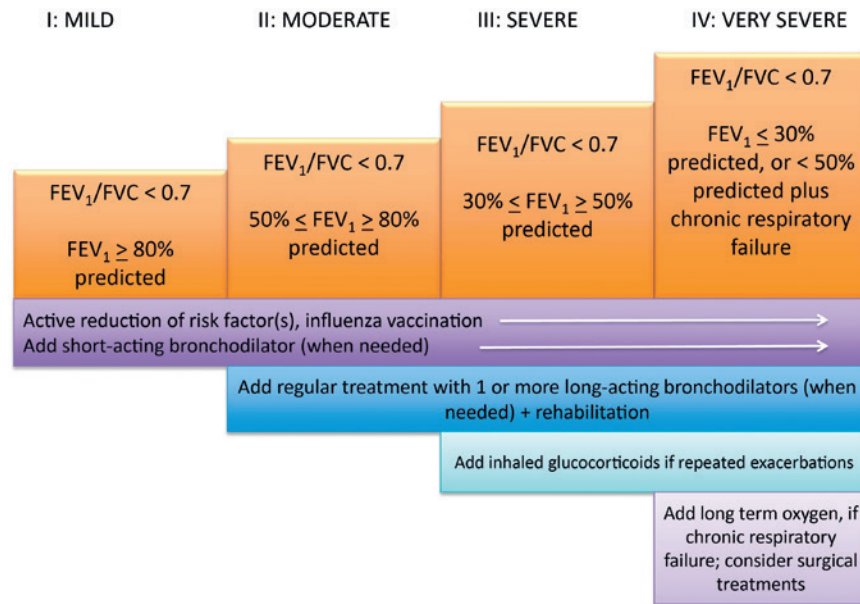 I: MILD
II: MODERATE
III: SEVERE
IV: VERY SEVERE
FEV₁/FVC < 0.7
FEV₁ ≥ 80%
predicted
FEV₁/FVC < 0.7
50% ≤ FEV₁ ≥ 80%
predicted
FEV₁/FVC < 0.7
30% ≤ FEV₁ ≥ 50%
predicted
FEV₁/FVC < 0.7
FEV₁ ≤ 30%
predicted, or < 50%
predicted plus
chronic respiratory
failure
Active reduction of risk factor(s), influenza vaccination
Add short-acting bronchodilator (when needed)
Add regular treatment with 1 or more long-acting bronchodilators (when
needed) + rehabilitation
Add inhaled glucocorticoids if repeated exacerbations
Add long term oxygen, if
chronic respiratory
failure; consider surgical
treatments